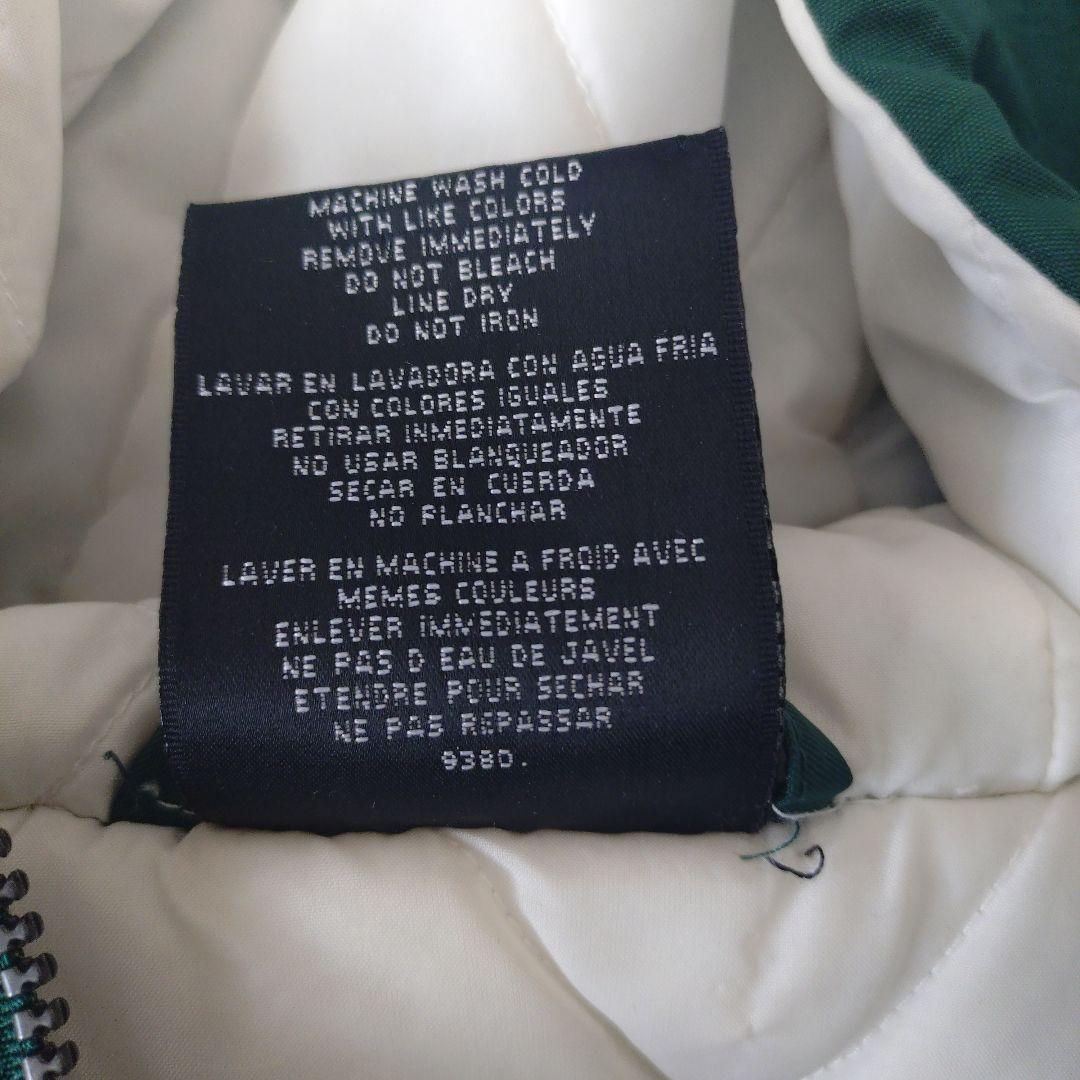 MACHINE WASH COLD
WITH LIKE COLORS
REMOVE IMMEDIATELY
DO NOT BLEACH
LINE DRY
DO NOT IRON
LAVAR EN LAVADORA CON AGUA FRIA
CON COLORES IGUALES
RETIRAR INMEDIATAMENTE
NO USAR BLANQUEADOR
SECAR EN CUERDA
NO PLANCHAR
LAVER EN MACHINE A FROID AVEC
MEMES COULEURS
ENLEVER IMMEDIATEMENT
NE PAS D EAU DE JAVEL
ETENDRE POUR SECHAR
NE PAS REPASSAR
9380.